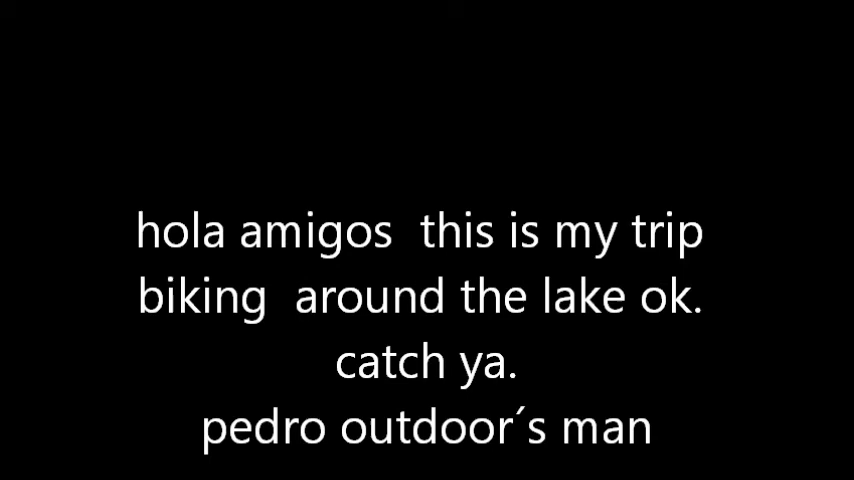 hola amigos  this is my trip
biking  around the lake ok.
catch ya.
pedro outdoor´s man